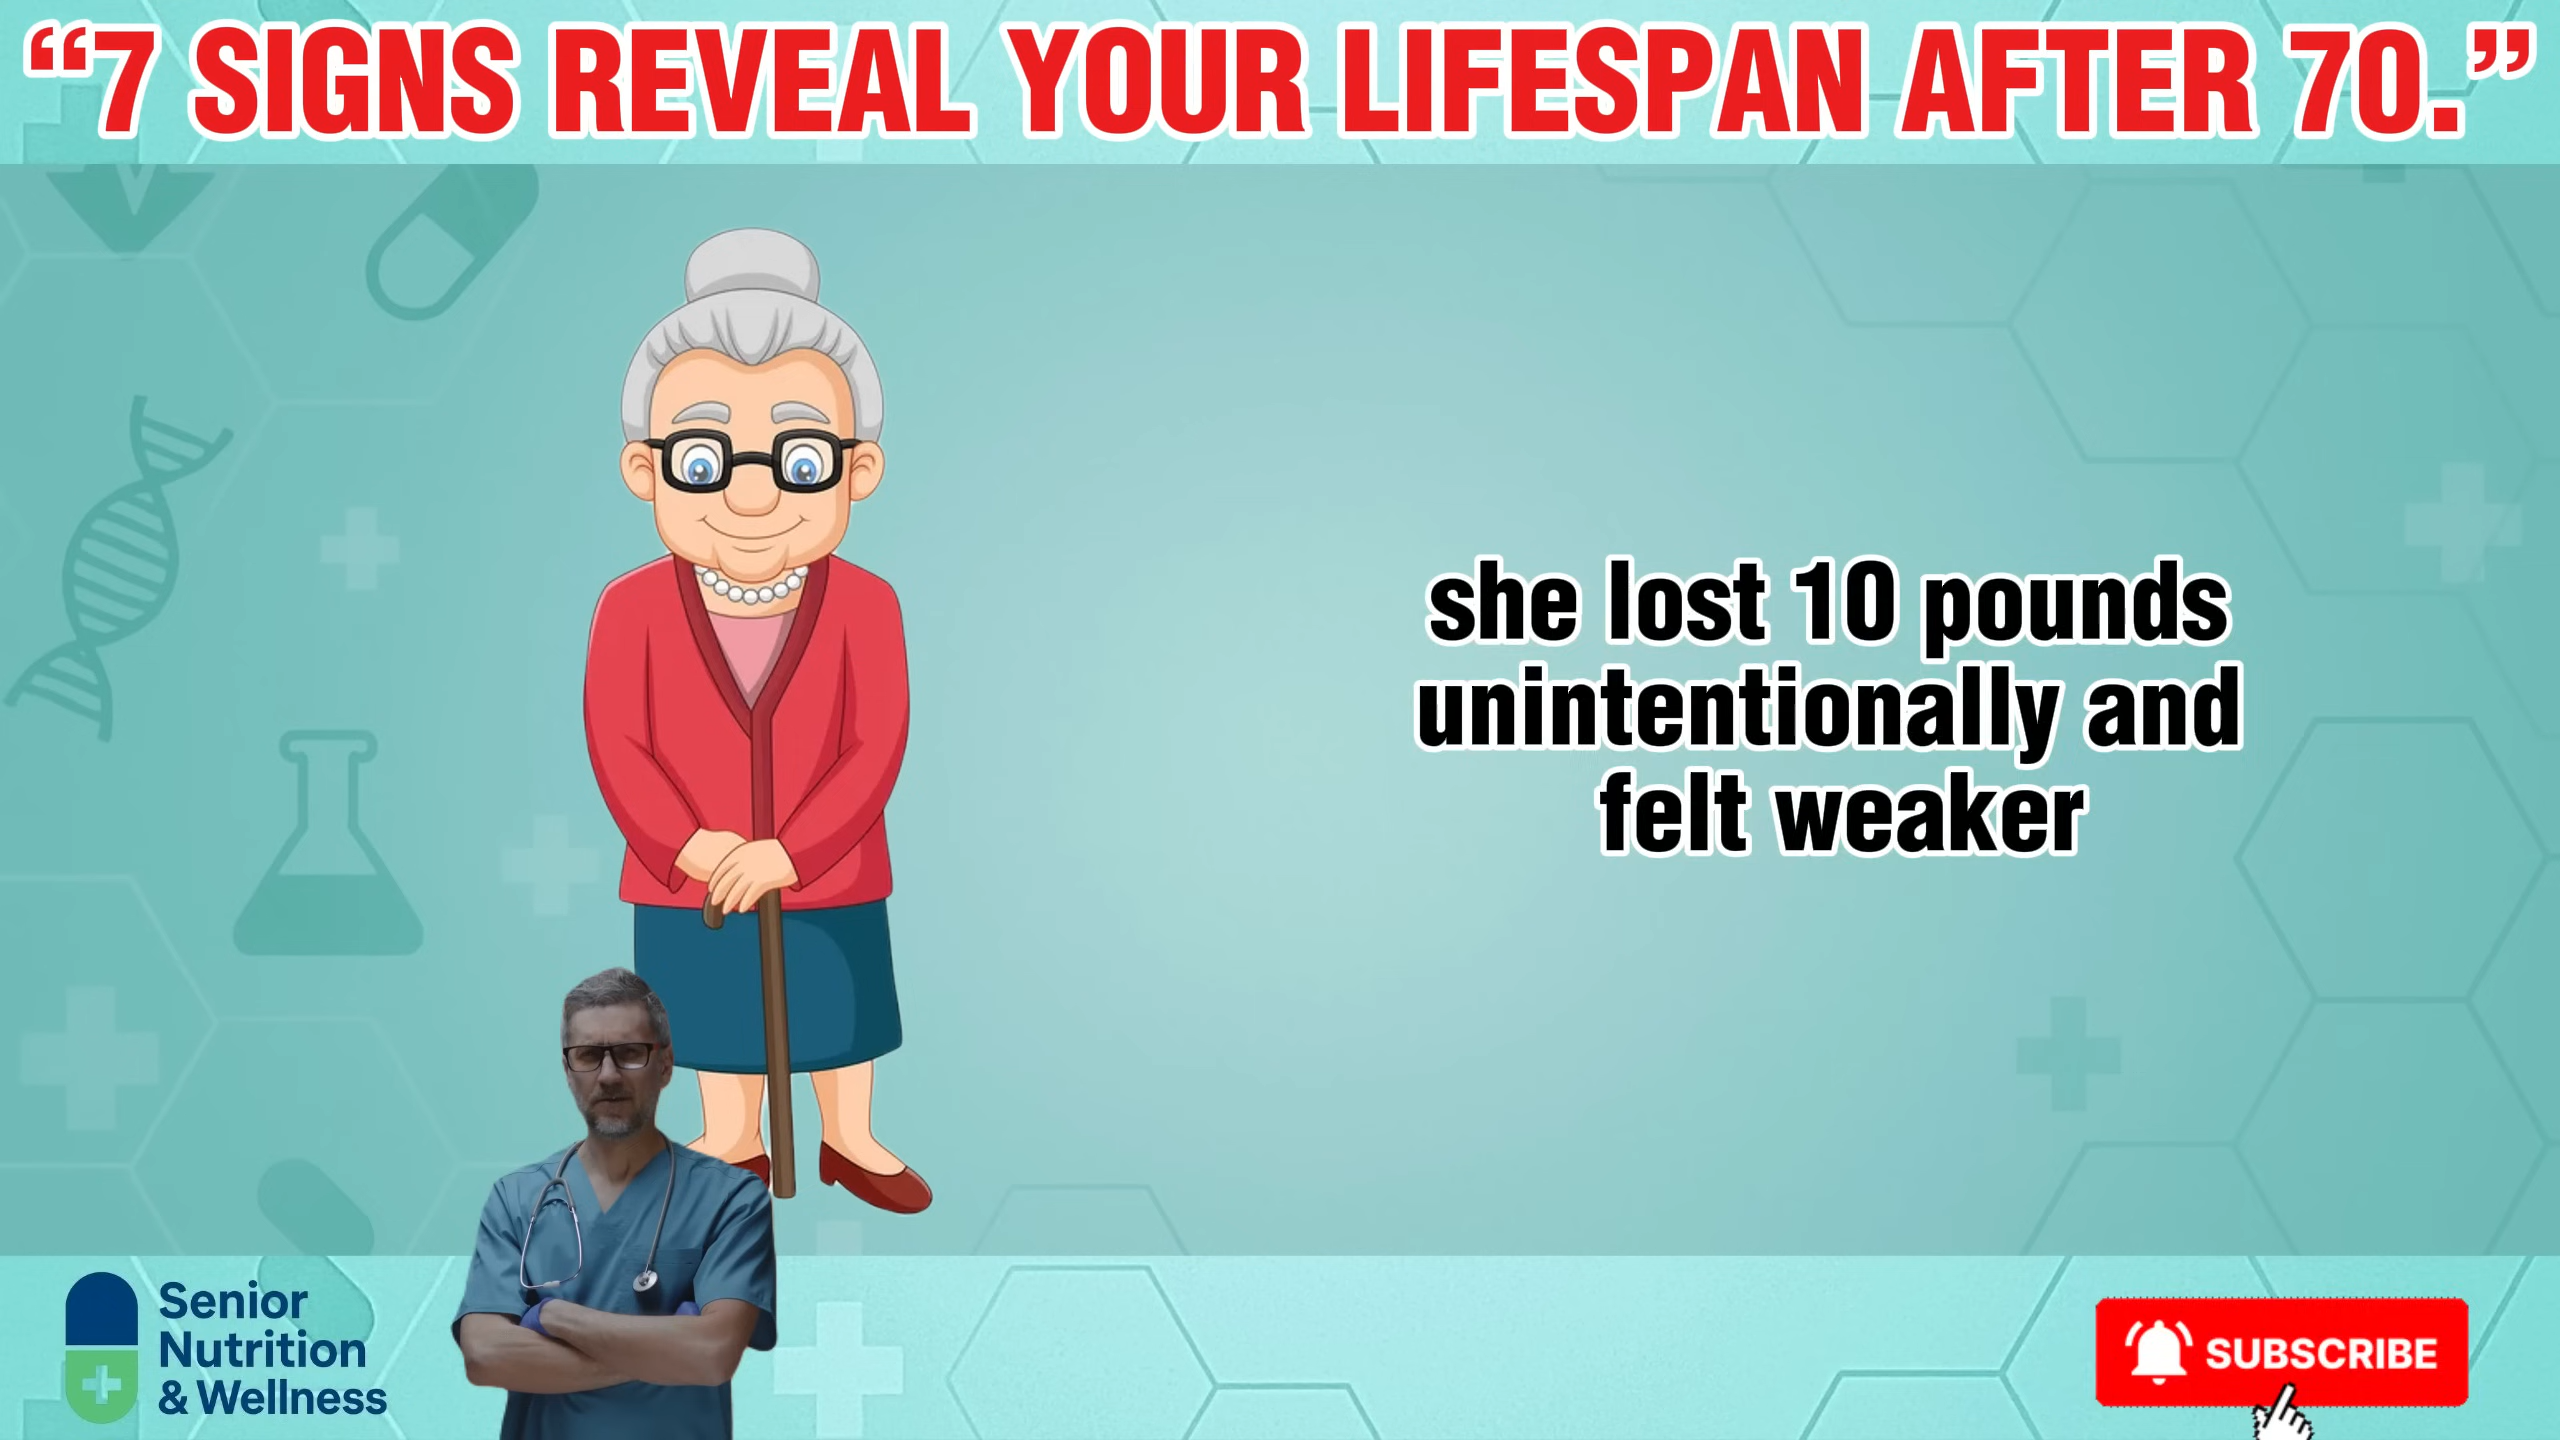 “7 SIGNS REVEAL YOUR LIFESPAN AFTER 70.”
she lost 10 pounds
unintentionally and
felt weaker
Senior
Nutrition
& Wellness
SUBSCRIBE